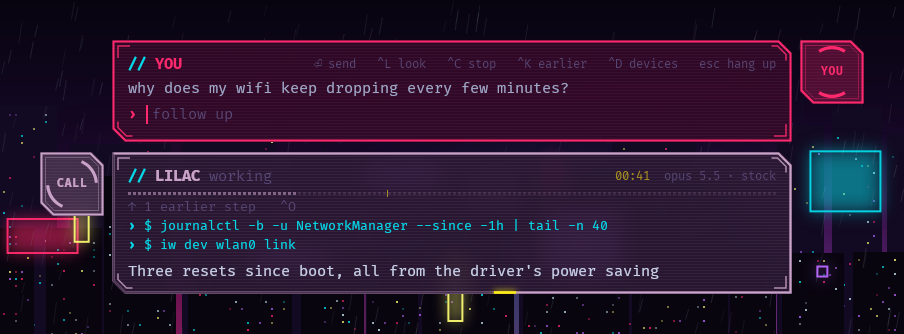 // YOU
⏎ send ^L look ^C stop ^K earlier ^D devices esc hang up
YOU
why does my wifi keep dropping every few minutes?
› follow up
CALL
// LILAC working
00:41 opus 5.5 · stock
↑ 1 earlier step ^O
› $ journalctl -b -u NetworkManager --since -1h | tail -n 40
› $ iw dev wlan0 link
Three resets since boot, all from the driver's power saving